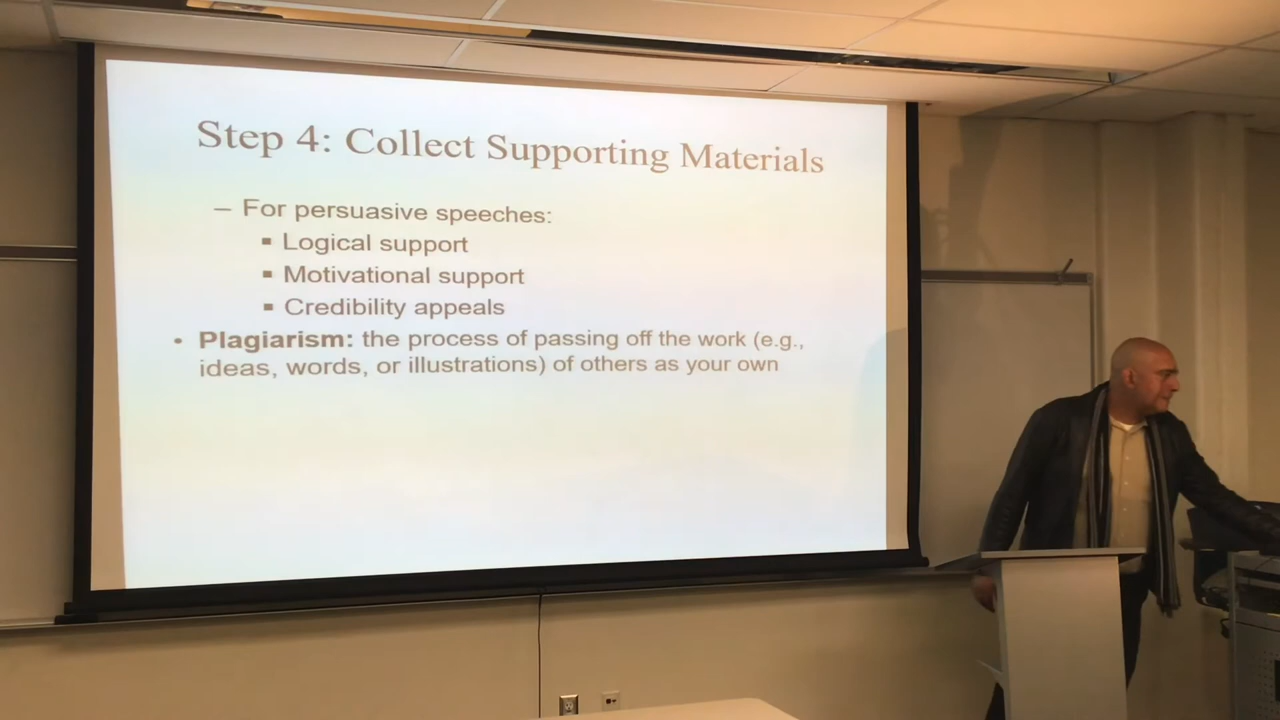 Step 4: Collect Supporting Materials
– For persuasive speeches:
▪ Logical support
▪ Motivational support
▪ Credibility appeals
• Plagiarism: the process of passing off the work (e.g.,
ideas, words, or illustrations) of others as your own